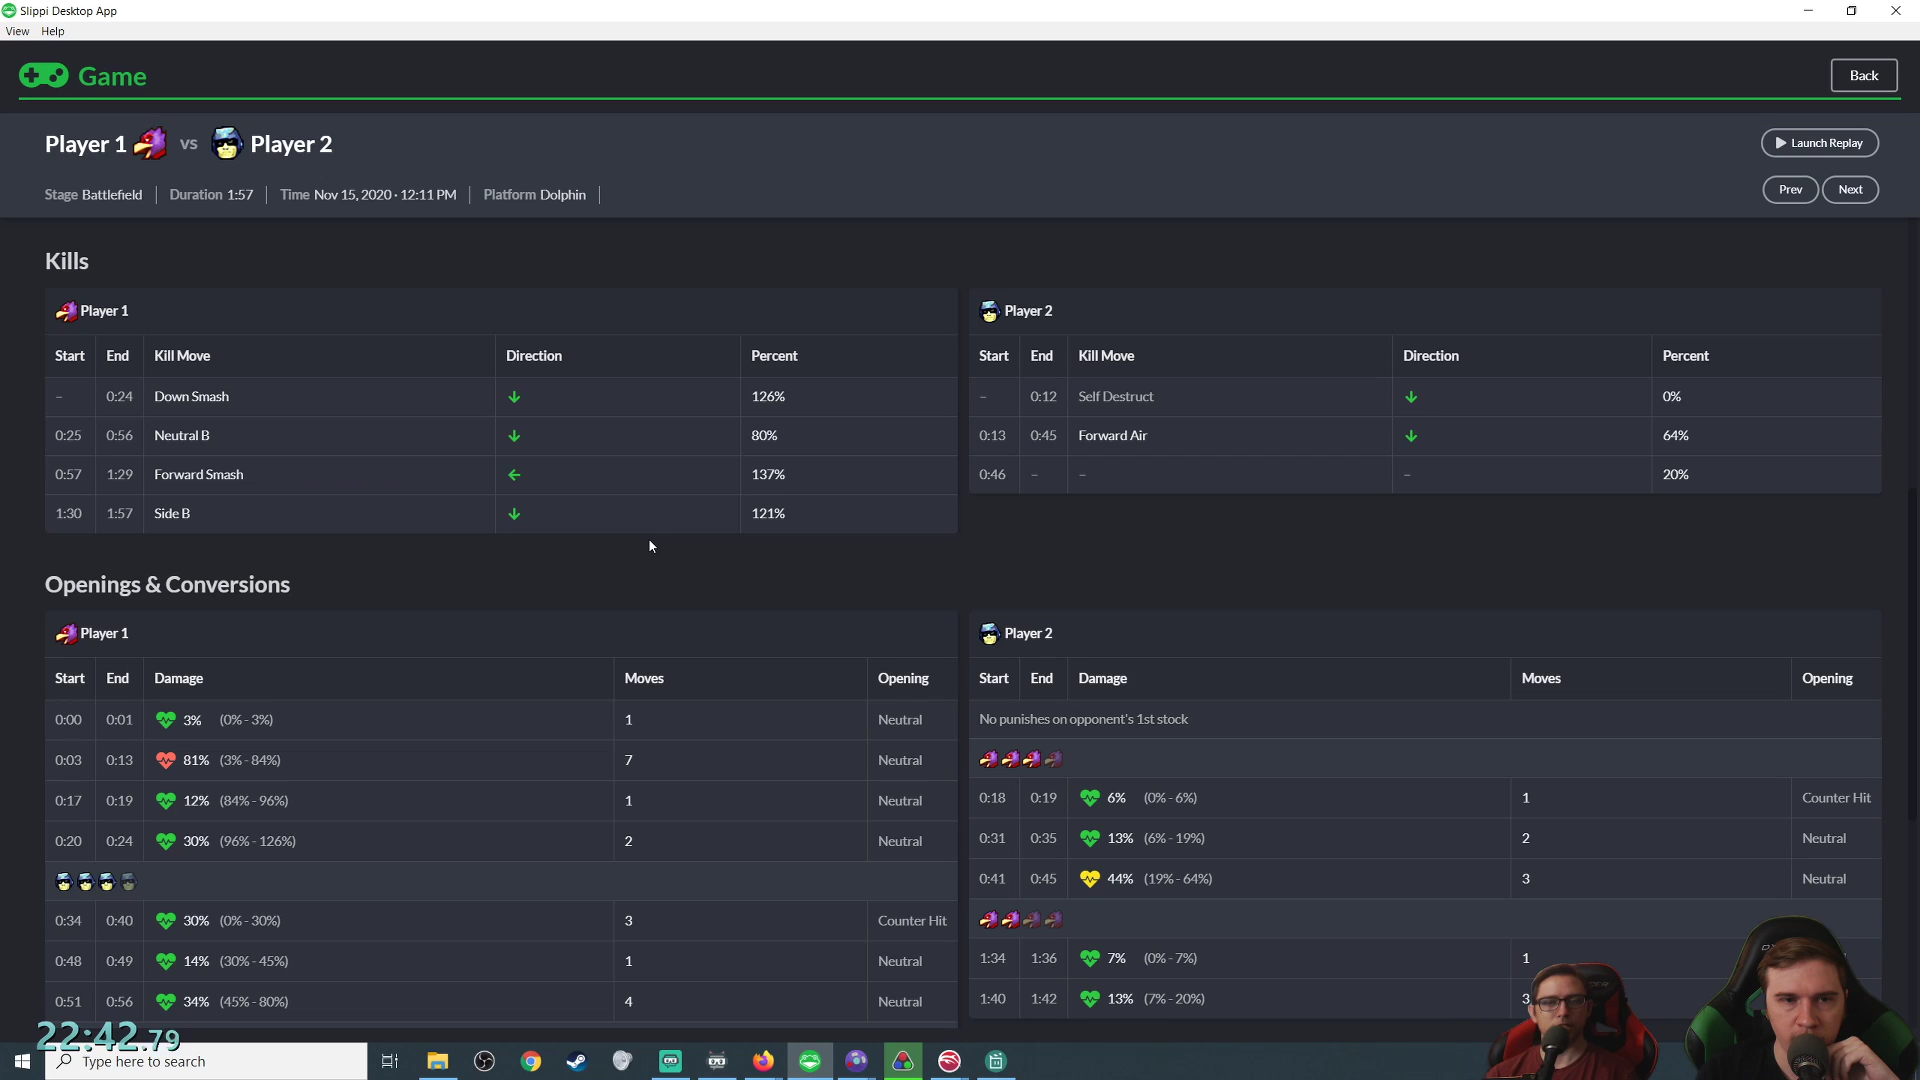 Slippi Desktop App
View Help
Game
Back
Player 1 vs Player 2
Launch Replay
Stage Battlefield Duration 1:57 Time Nov 15, 2020 · 12:11 PM Platform Dolphin
Prev Next
Kills
Player 1
Start End Kill Move Direction Percent
– 0:24 Down Smash 126%
0:25 0:56 Neutral B 80%
0:57 1:29 Forward Smash 137%
1:30 1:57 Side B 121%
Player 2
Start End Kill Move Direction Percent
– 0:12 Self Destruct 0%
0:13 0:45 Forward Air 64%
0:46 – – – 20%
Openings & Conversions
Player 1
Start End Damage Moves Opening
0:00 0:01 3% (0% - 3%) 1 Neutral
0:03 0:13 81% (3% - 84%) 7 Neutral
0:17 0:19 12% (84% - 96%) 1 Neutral
0:20 0:24 30% (96% - 126%) 2 Neutral
0:34 0:40 30% (0% - 30%) 3 Counter Hit
0:48 0:49 14% (30% - 45%) 1 Neutral
0:51 0:56 34% (45% - 80%) 4 Neutral
Player 2
Start End Damage Moves Opening
No punishes on opponent's 1st stock
0:18 0:19 6% (0% - 6%) 1 Counter Hit
0:31 0:35 13% (6% - 19%) 2 Neutral
0:41 0:45 44% (19% - 64%) 3 Neutral
1:34 1:36 7% (0% - 7%) 1
1:40 1:42 13% (7% - 20%) 3
22:42.79
Type here to search